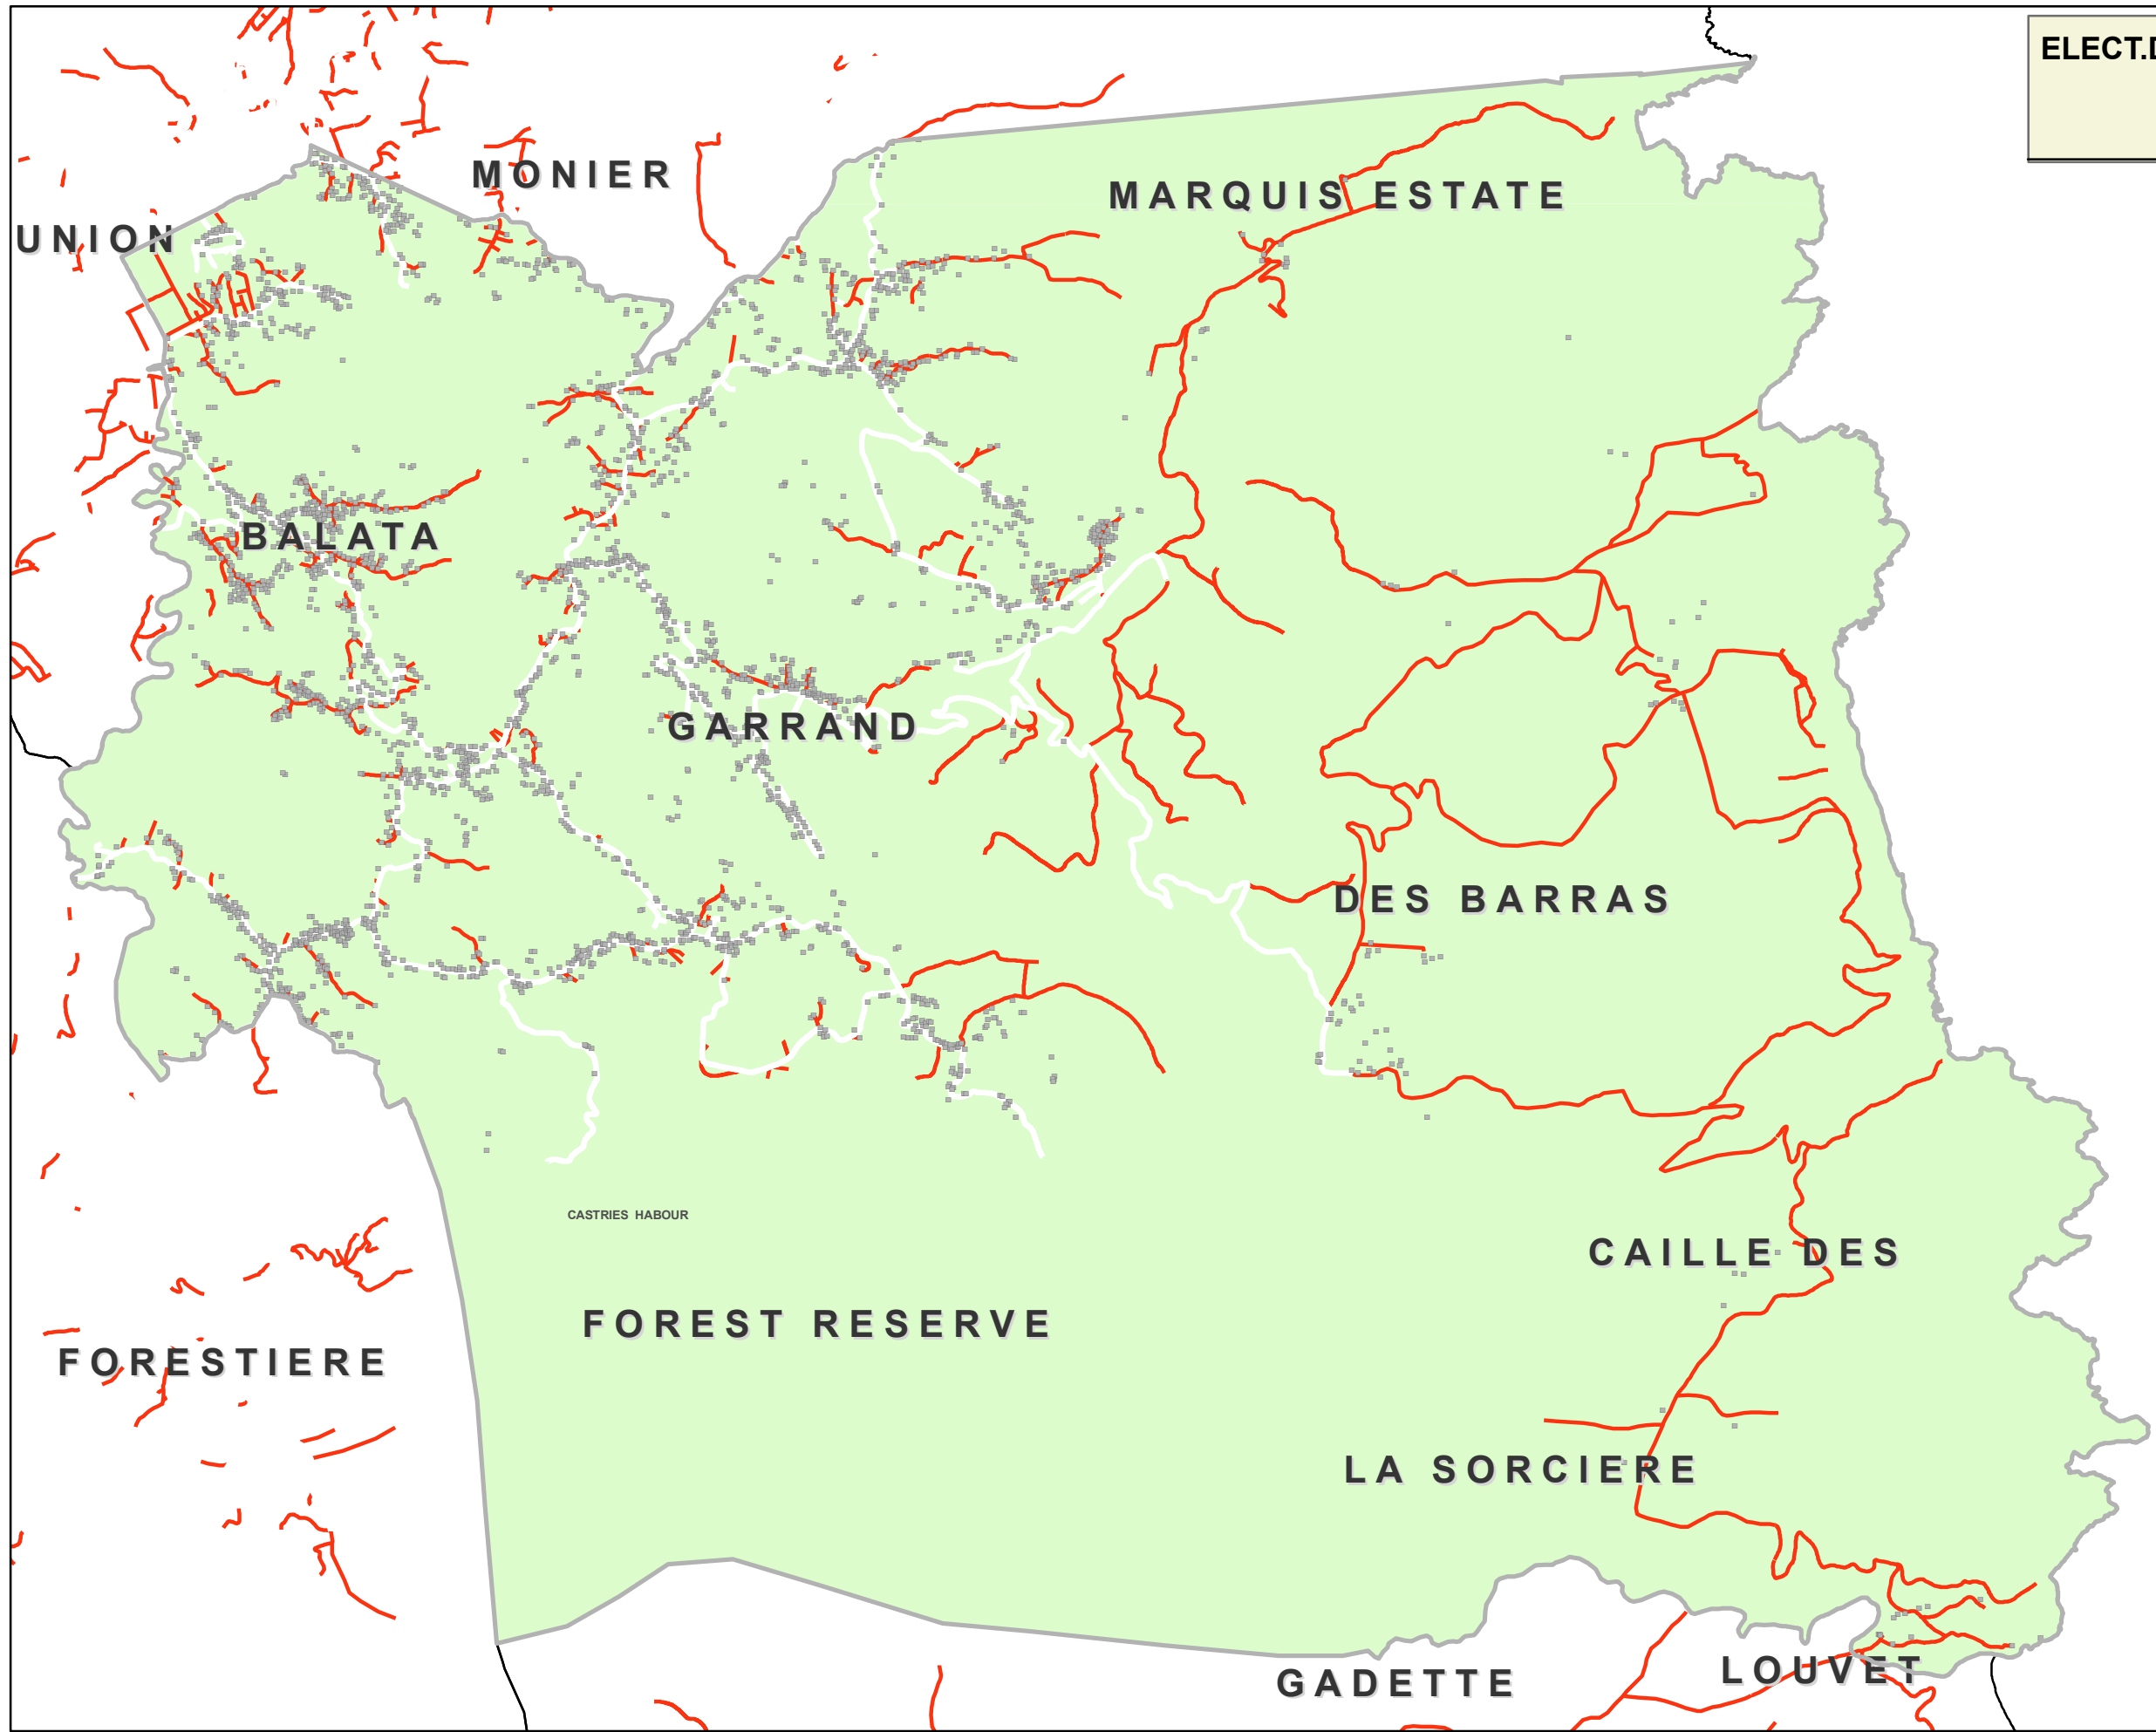 ELECT.D
MONIER
MARQUIS ESTATE
UNION
BALATA
GARRAND
DES BARRAS
CASTRIES HABOUR
CAILLE DES
FOREST RESERVE
FORESTIERE
LA SORCIERE
LOUVET
GADETTE